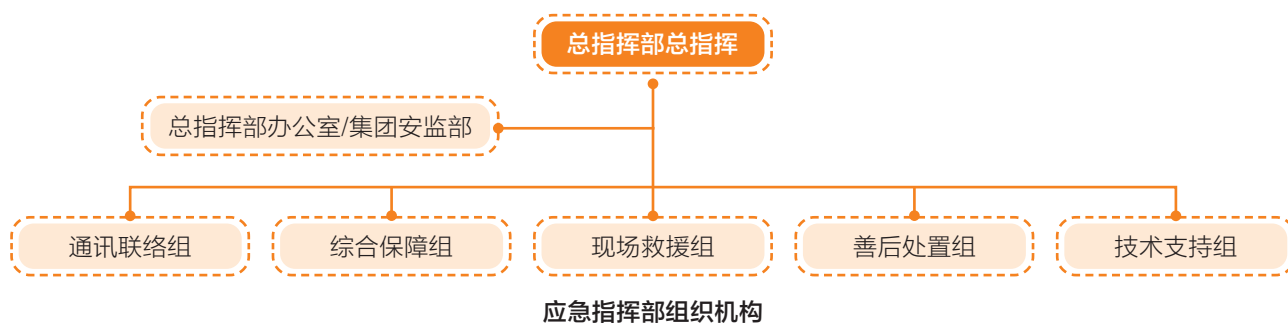 总指挥部总指挥
总指挥部办公室/集团安监部
通讯联络组
综合保障组
现场救援组
善后处置组
技术支持组
应急指挥部组织机构